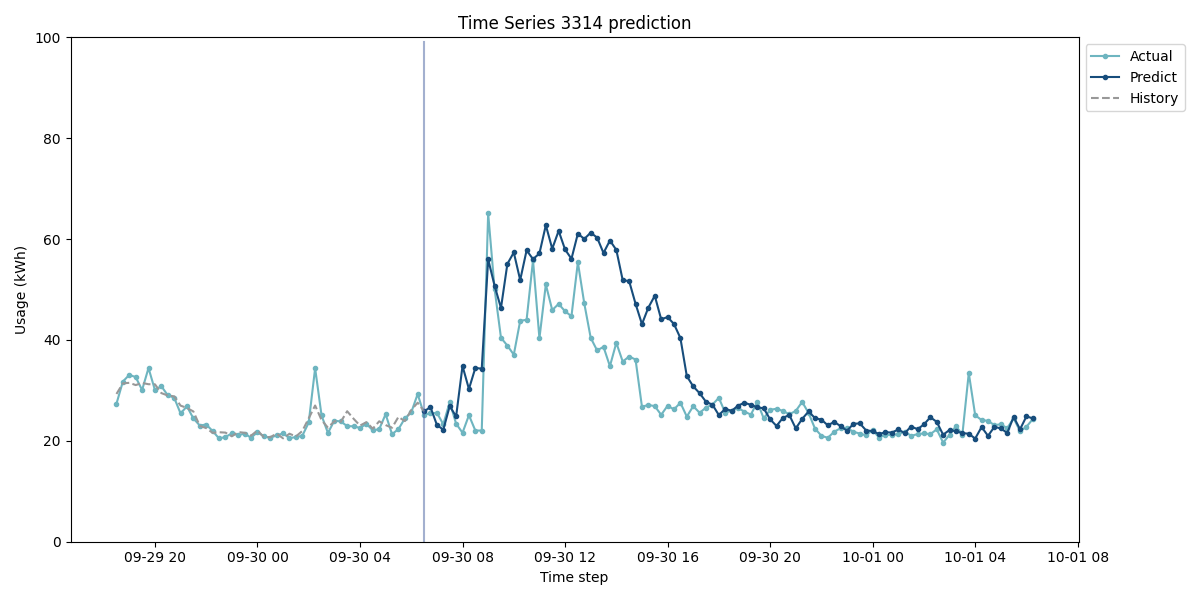 Time Series 3314 prediction
100
80
60
40
20
0
Usage (kWh)
09-29 20
09-30 00
09-30 04
09-30 08
09-30 12
09-30 16
09-30 20
10-01 00
10-01 04
10-01 08
Time step
Actual
Predict
History